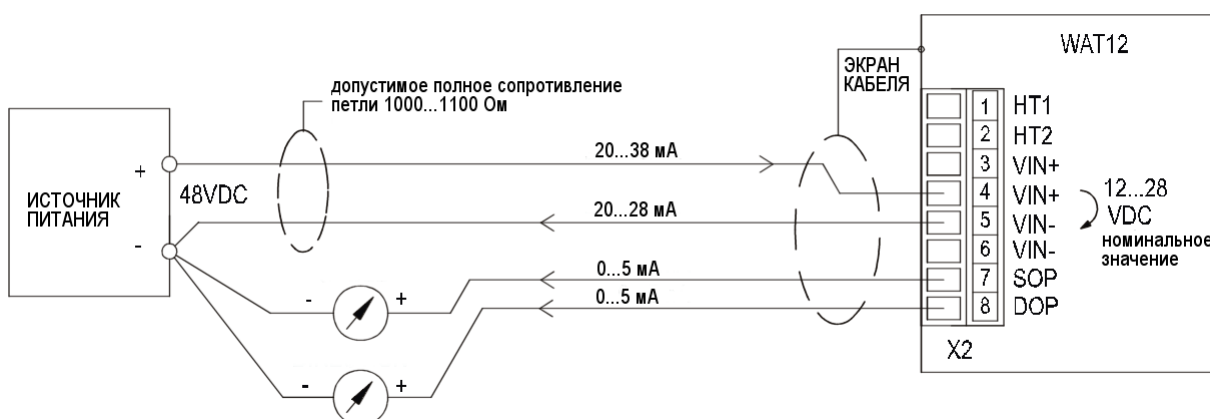 WAT12
ЭКРАН
КАБЕЛЯ
допустимое полное сопротивление
петли 1000...1100 Ом
ИСТОЧНИК
ПИТАНИЯ
+
-
48VDC
20...38 мА
20...28 мА
0...5 мА
0...5 мА
- +
- +
1 HT1
2 HT2
3 VIN+
4 VIN+
5 VIN-
6 VIN-
7 SOP
8 DOP
X2
12...28
VDC
номинальное
значение